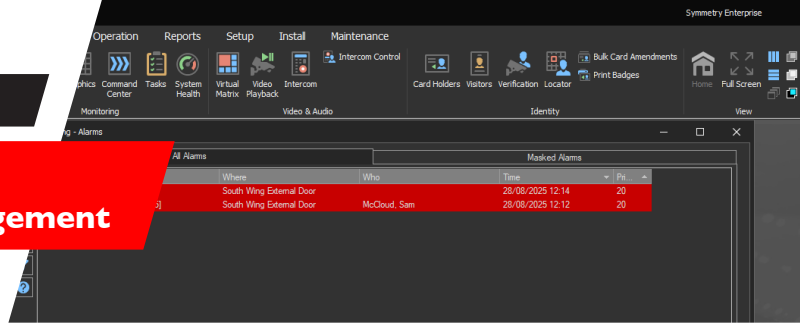 Symmetry Enterprise
Operation Reports Setup Install Maintenance
Command Center
Tasks
System Health
Virtual Matrix
Video Playback
Intercom
Intercom Control
Card Holders
Visitors
Verification
Locator
Bulk Card Amendments
Print Badges
Home
Full Screen
Monitoring
Video & Audio
Identity
View
- Alarms
All Alarms
Masked Alarms
Where Who Time Pri...
South Wing External Door 28/08/2025 12:14 20
South Wing External Door McCloud, Sam 28/08/2025 12:12 20
gement